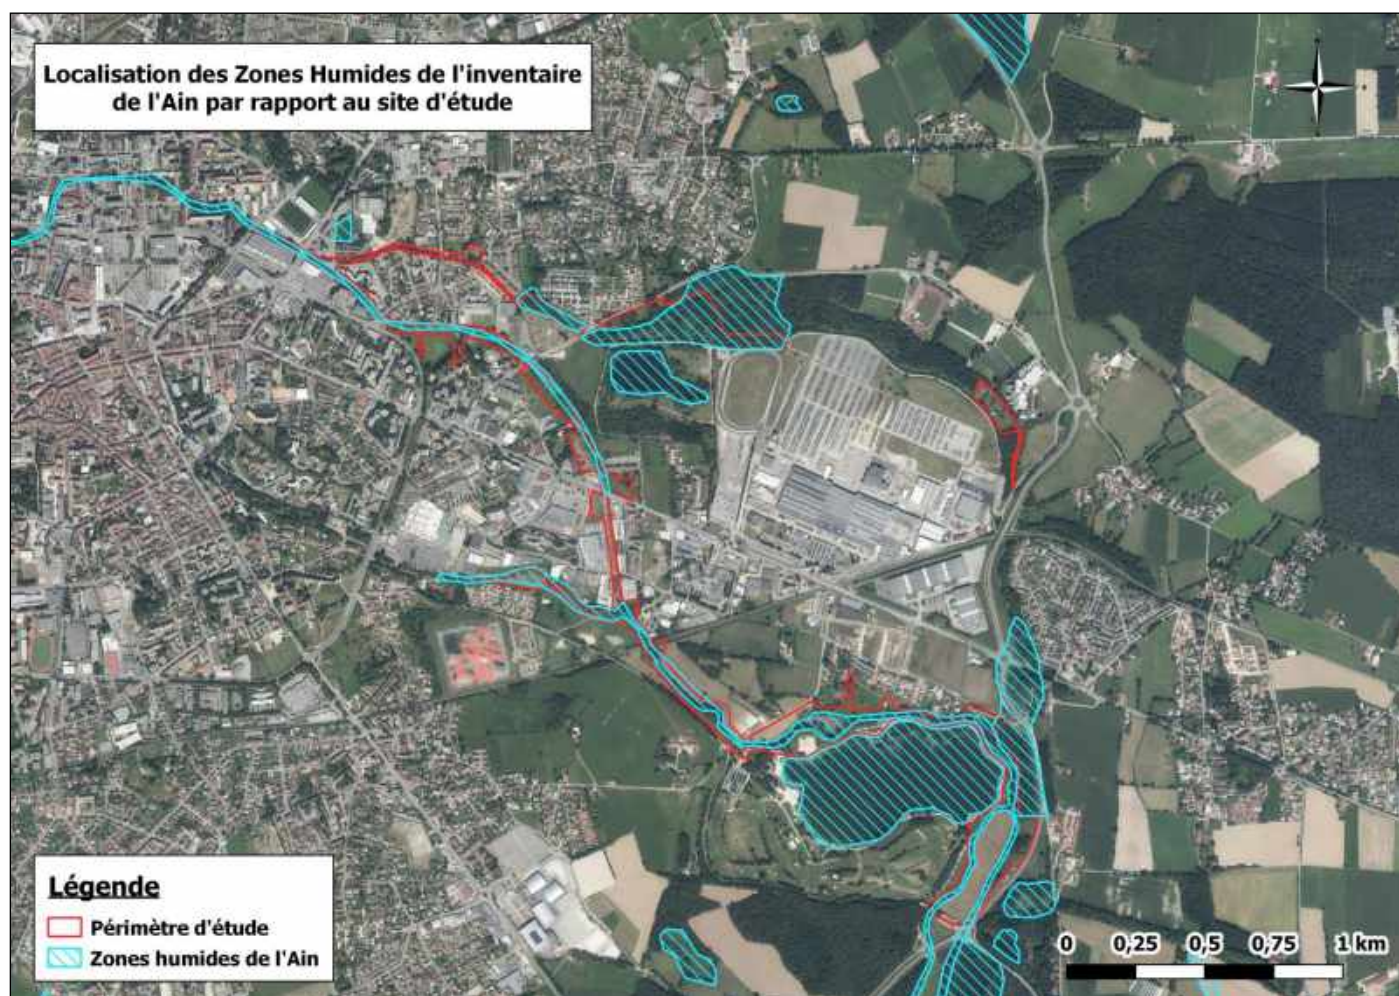 Localisation des Zones Humides de l'inventaire
de l'Ain par rapport au site d'étude
Légende
Périmètre d'étude
Zones humides de l'Ain
0 0,25 0,5 0,75 1 km